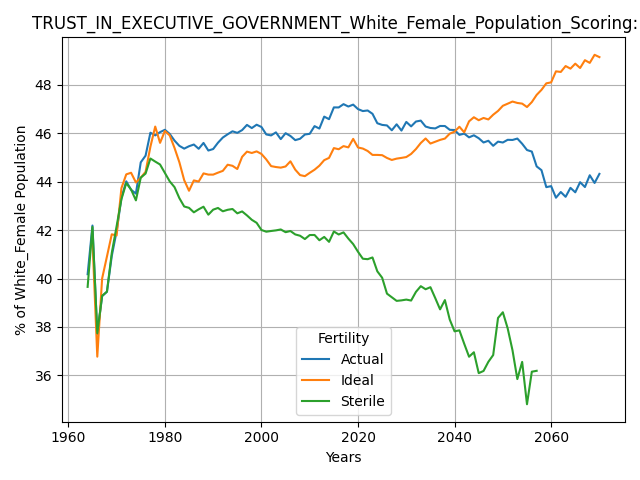 TRUST_IN_EXECUTIVE_GOVERNMENT_White_Female_Population_Scoring:
% of White_Female Population
48
46
44
42
40
38
36
Fertility
Actual
Ideal
Sterile
1960 1980 2000 2020 2040 2060
Years